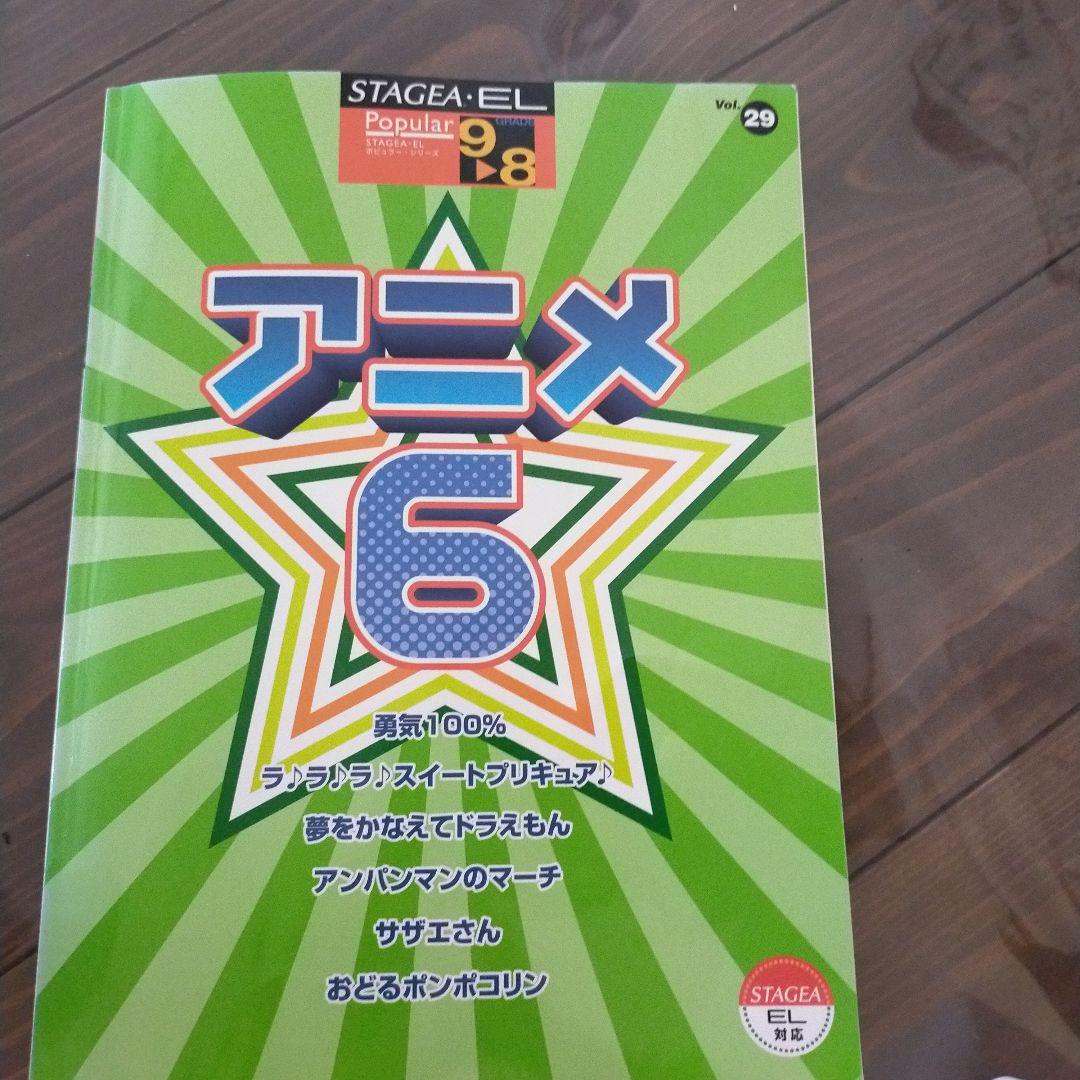 STAGEA・EL
Popular
STAGEA・EL
ポピュラー・シリーズ
GRADE
9▶8
Vol. 29
アニメ
6
勇気100%
ラ♪ラ♪ラ♪スイートプリキュア♪
夢をかなえてドラえもん
アンパンマンのマーチ
サザエさん
おどるポンポコリン
STAGEA
EL
対応